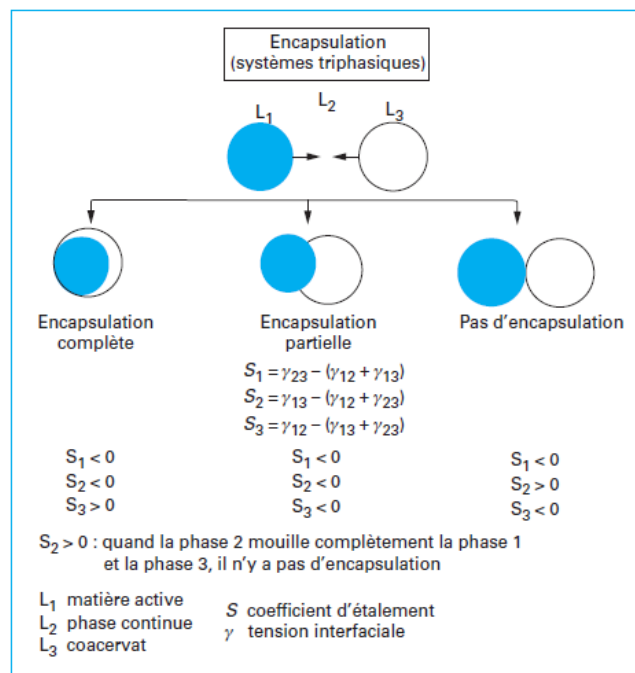 Encapsulation
(systèmes triphasiques)
L₁ L₂ L₃
Encapsulation
complète
Encapsulation
partielle
Pas d'encapsulation
S₁ = γ₂₃ – (γ₁₂ + γ₁₃)
S₂ = γ₁₃ – (γ₁₂ + γ₂₃)
S₃ = γ₁₂ – (γ₁₃ + γ₂₃)
S₁ < 0
S₂ < 0
S₃ > 0
S₁ < 0
S₂ < 0
S₃ < 0
S₁ < 0
S₂ > 0
S₃ < 0
S₂ > 0 : quand la phase 2 mouille complètement la phase 1
et la phase 3, il n'y a pas d'encapsulation
L₁ matière active
L₂ phase continue
L₃ coacervat
S coefficient d'étalement
γ tension interfaciale